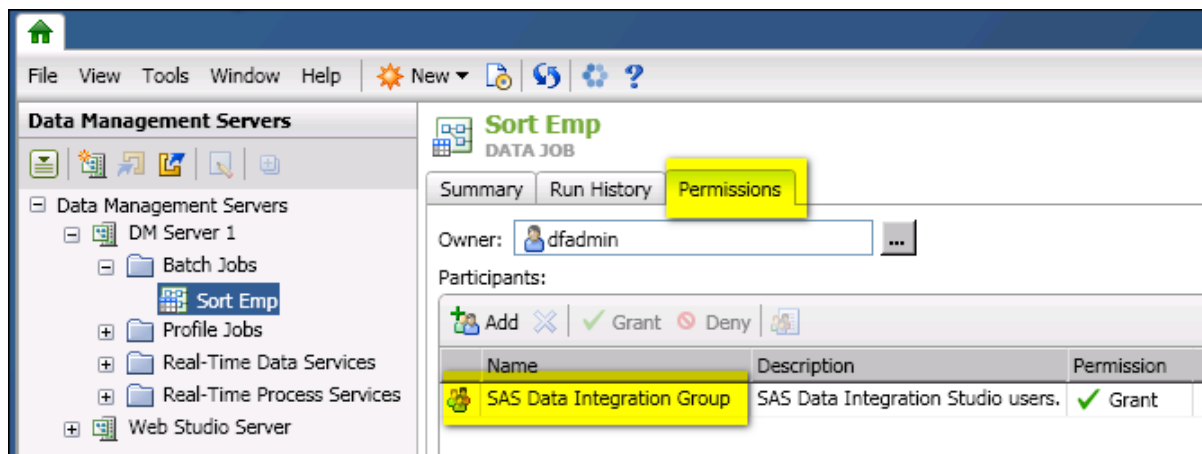 File View Tools Window Help New ?
Data Management Servers
Sort Emp
DATA JOB
Summary Run History Permissions
Data Management Servers
DM Server 1
Batch Jobs
Sort Emp
Profile Jobs
Real-Time Data Services
Real-Time Process Services
Web Studio Server
Owner: dfadmin ...
Participants:
Add Grant Deny
Name Description Permission
SAS Data Integration Group SAS Data Integration Studio users. Grant